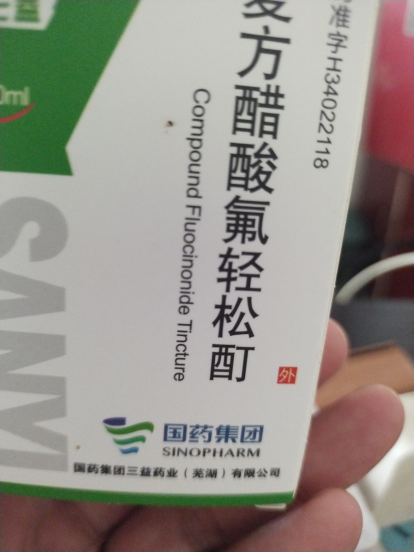 复方醋酸氟轻松酊
Compound Fluocinonide Tincture
准字H34022118
0ml
SANYI
外
国药集团
SINOPHARM
国药集团三益药业（芜湖）有限公司